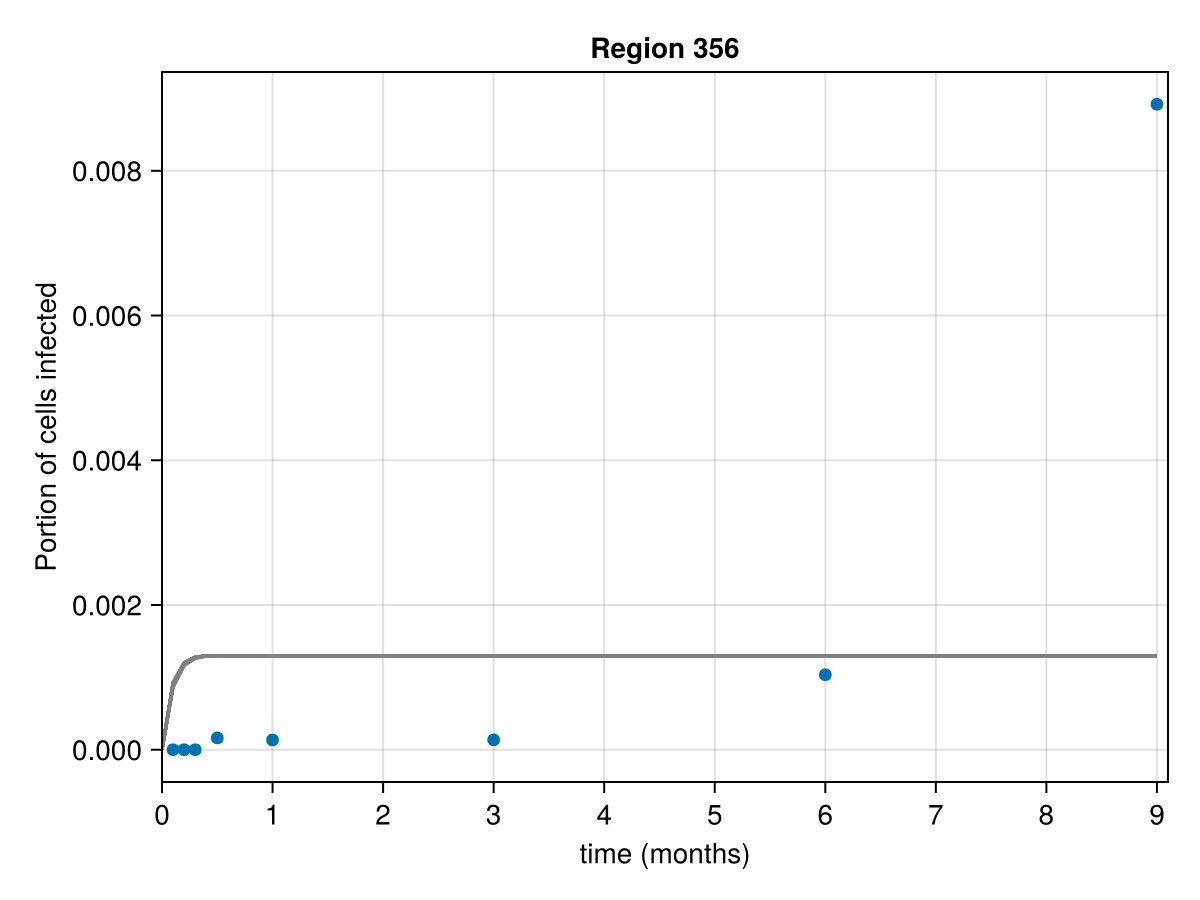 Region 356
Portion of cells infected
0.008
0.006
0.004
0.002
0.000
0 1 2 3 4 5 6 7 8 9
time (months)